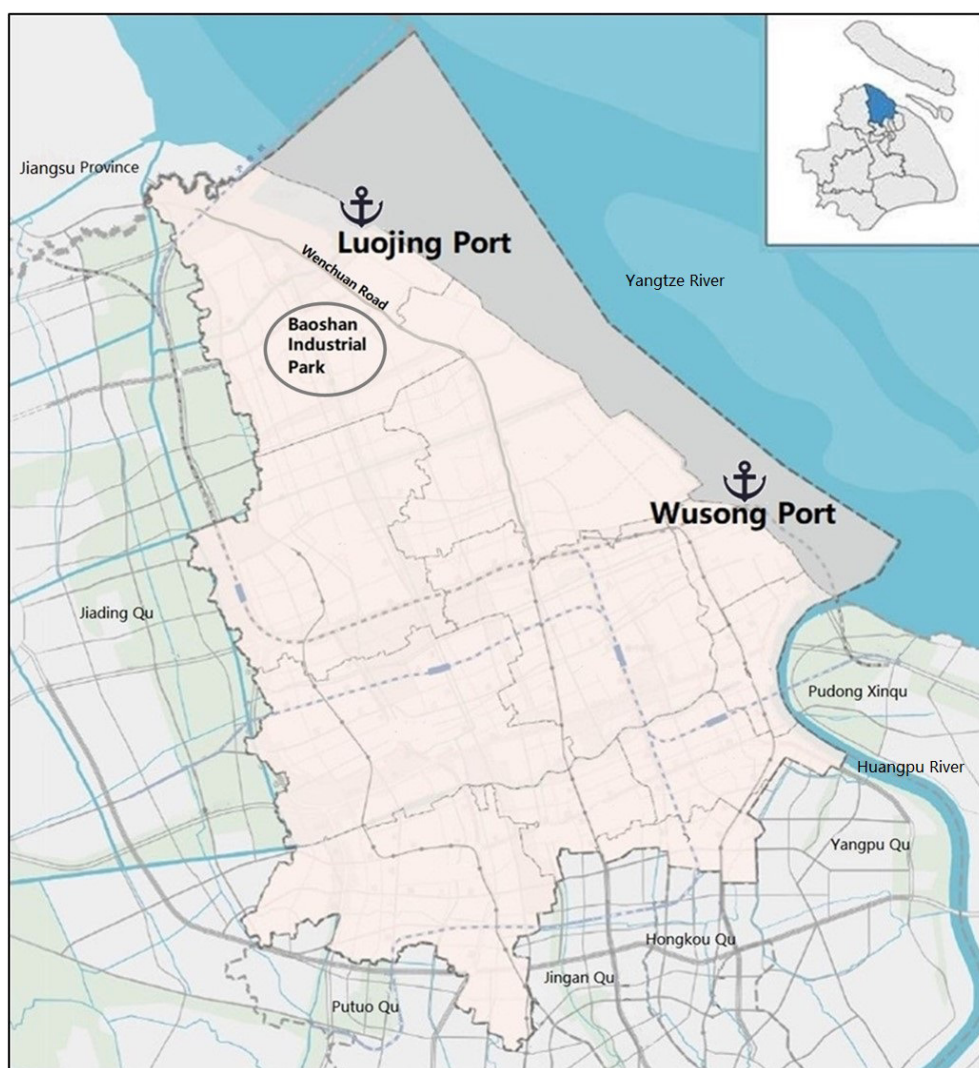 Jiangsu Province
Luojing Port
Wenchuan Road
Yangtze River
Baoshan
Industrial
Park
Wusong Port
Jiading Qu
Pudong Xinqu
Huangpu River
Yangpu Qu
Hongkou Qu
Jingan Qu
Putuo Qu